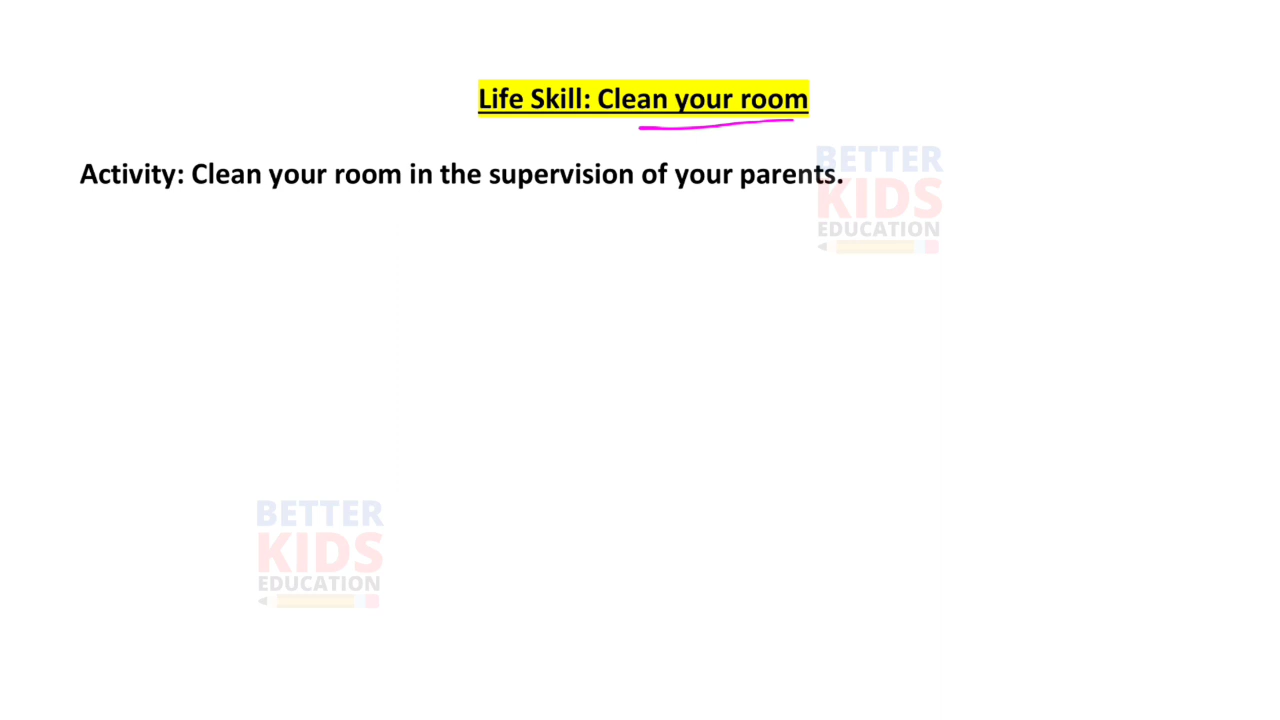 Life Skill: Clean your room
Activity: Clean your room in the supervision of your parents.
BETTER
KIDS
EDUCATION
BETTER
KIDS
EDUCATION